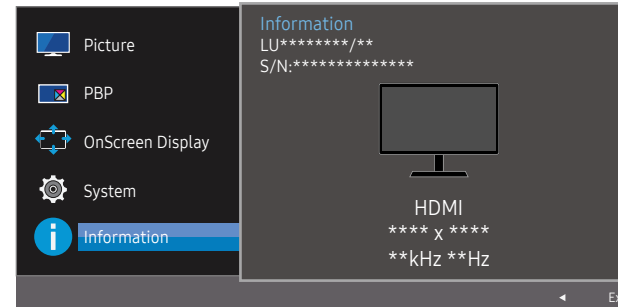 Picture
PBP
OnScreen Display
System
Information
Information
LU********/**
S/N:**************
HDMI
**** x ****
**kHz **Hz